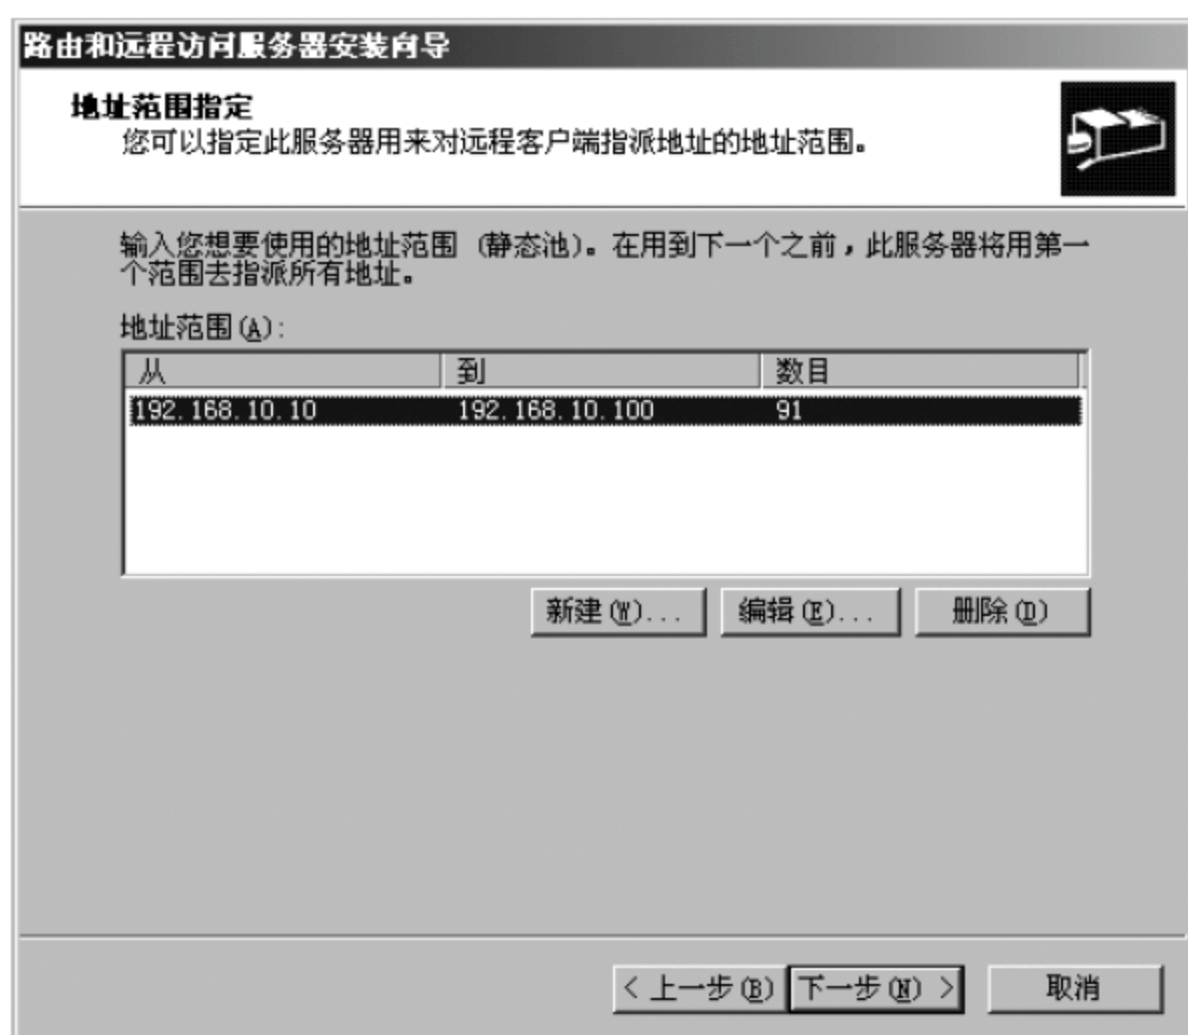 路由和远程访问服务器安装向导
地址范围指定
您可以指定此服务器用来对远程客户端指派地址的地址范围。
输入您想要使用的地址范围（静态池）。在用到下一个之前，此服务器将用第一
个范围去指派所有地址。
地址范围(A):
从 到 数目
192.168.10.10 192.168.10.100 91
新建(W)... 编辑(E)... 删除(D)
< 上一步(B) 下一步(N) > 取消